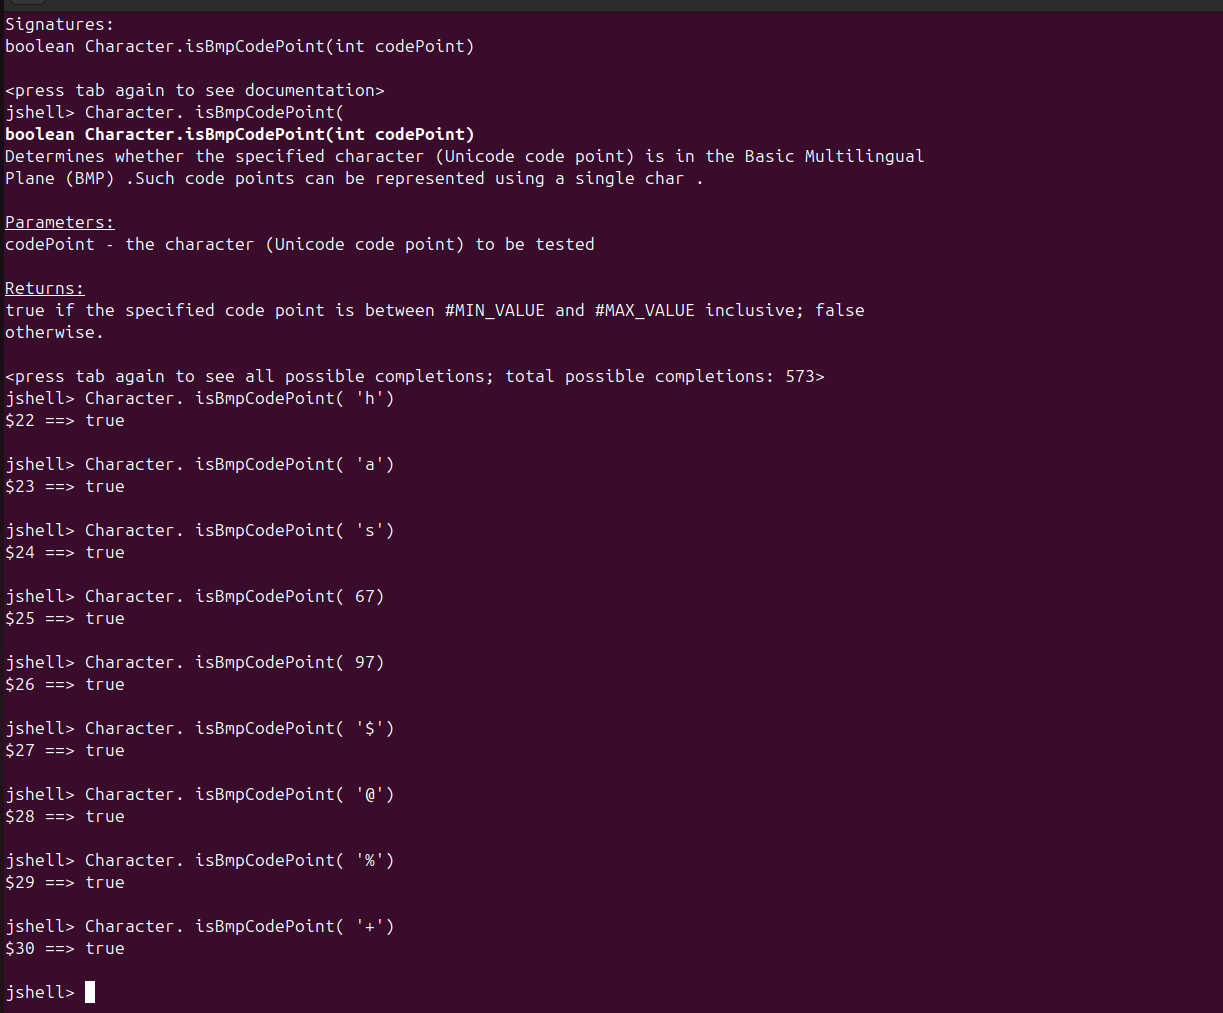 Signatures:
boolean Character.isBmpCodePoint(int codePoint)
<press tab again to see documentation>
jshell> Character. isBmpCodePoint(
boolean Character.isBmpCodePoint(int codePoint)
Determines whether the specified character (Unicode code point) is in the Basic Multilingual
Plane (BMP) .Such code points can be represented using a single char .
Parameters:
codePoint - the character (Unicode code point) to be tested
Returns:
true if the specified code point is between #MIN_VALUE and #MAX_VALUE inclusive; false
otherwise.
<press tab again to see all possible completions; total possible completions: 573>
jshell> Character. isBmpCodePoint( 'h')
$22 ==> true
jshell> Character. isBmpCodePoint( 'a')
$23 ==> true
jshell> Character. isBmpCodePoint( 's')
$24 ==> true
jshell> Character. isBmpCodePoint( 67)
$25 ==> true
jshell> Character. isBmpCodePoint( 97)
$26 ==> true
jshell> Character. isBmpCodePoint( '$')
$27 ==> true
jshell> Character. isBmpCodePoint( '@')
$28 ==> true
jshell> Character. isBmpCodePoint( '%')
$29 ==> true
jshell> Character. isBmpCodePoint( '+')
$30 ==> true
jshell>